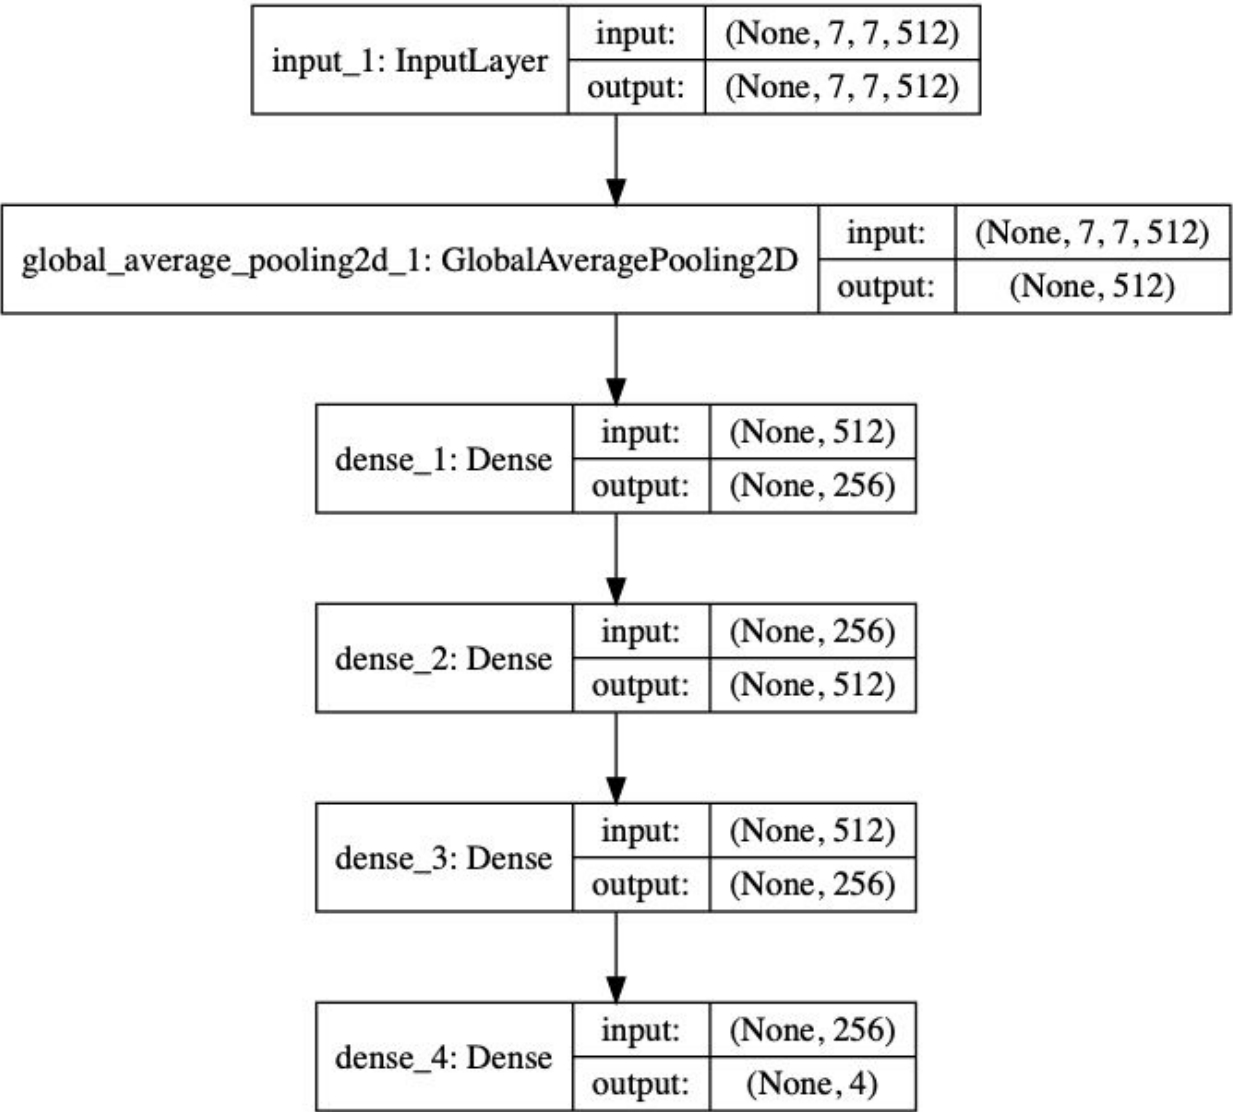 input_1: InputLayer
input:
(None, 7, 7, 512)
output:
(None, 7, 7, 512)
global_average_pooling2d_1: GlobalAveragePooling2D
input:
(None, 7, 7, 512)
output:
(None, 512)
dense_1: Dense
input:
(None, 512)
output:
(None, 256)
dense_2: Dense
input:
(None, 256)
output:
(None, 512)
dense_3: Dense
input:
(None, 512)
output:
(None, 256)
dense_4: Dense
input:
(None, 256)
output:
(None, 4)